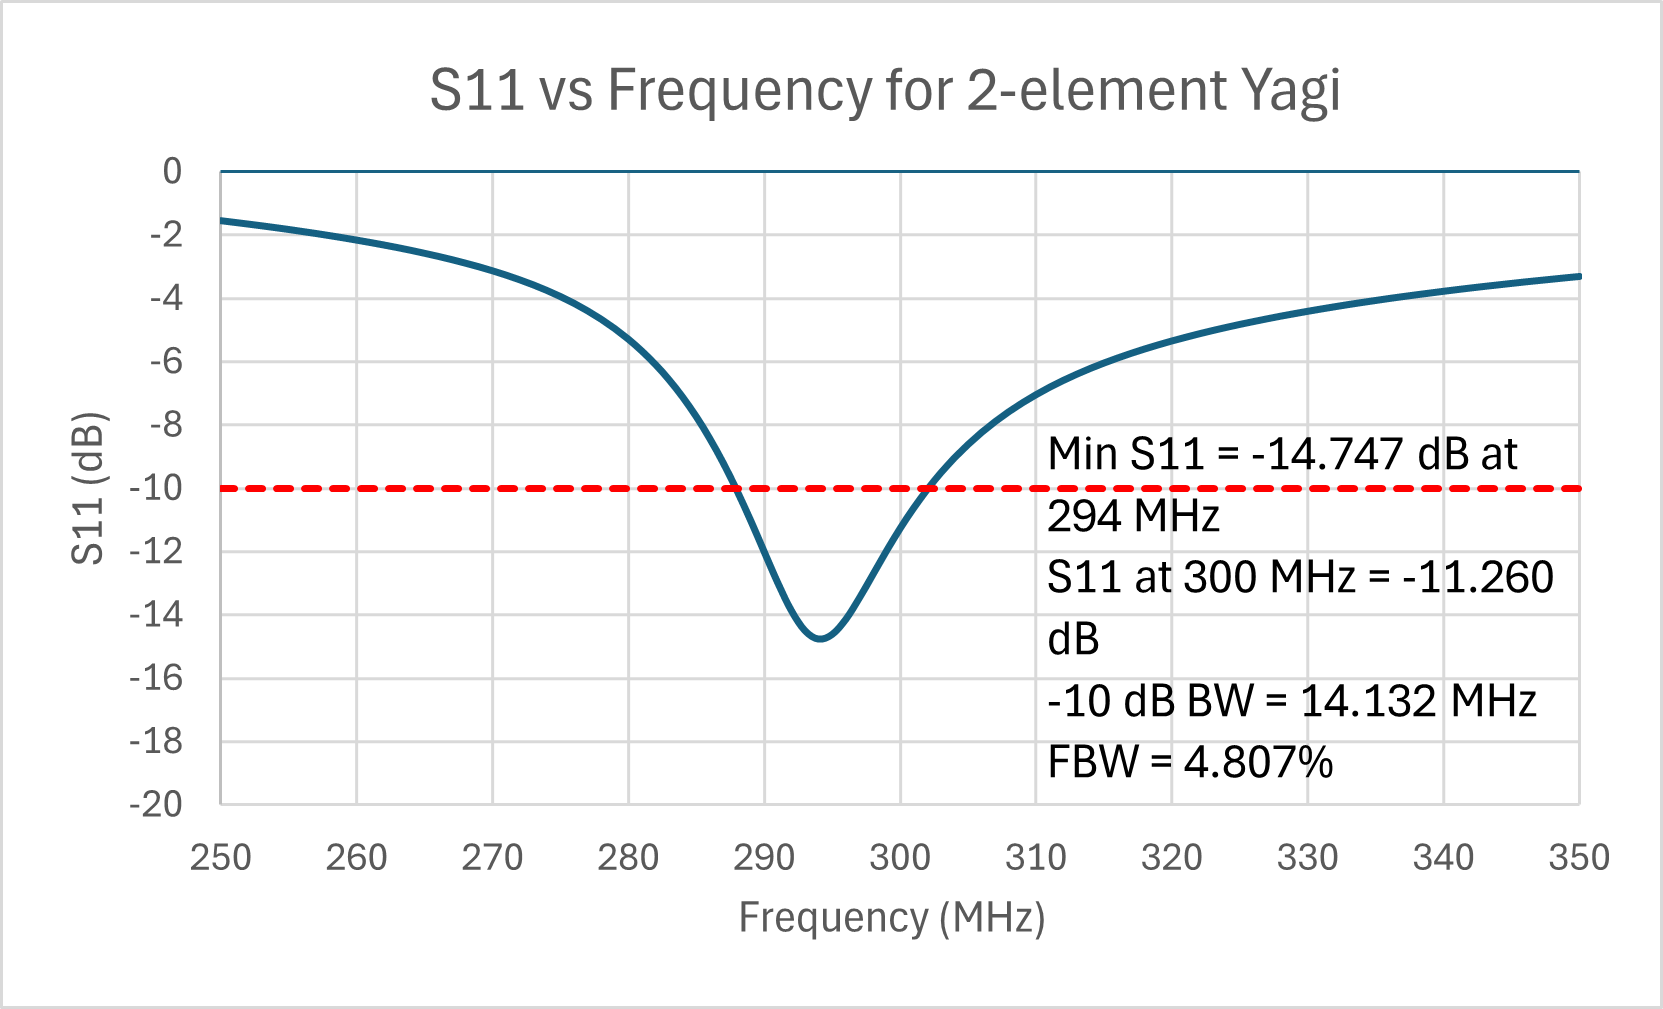 S11 vs Frequency for 2-element Yagi
0
-2
-4
-6
-8
-10
-12
-14
-16
-18
-20
S11 (dB)
Min S11 = -14.747 dB at
294 MHz
S11 at 300 MHz = -11.260
dB
-10 dB BW = 14.132 MHz
FBW = 4.807%
250 260 270 280 290 300 310 320 330 340 350
Frequency (MHz)